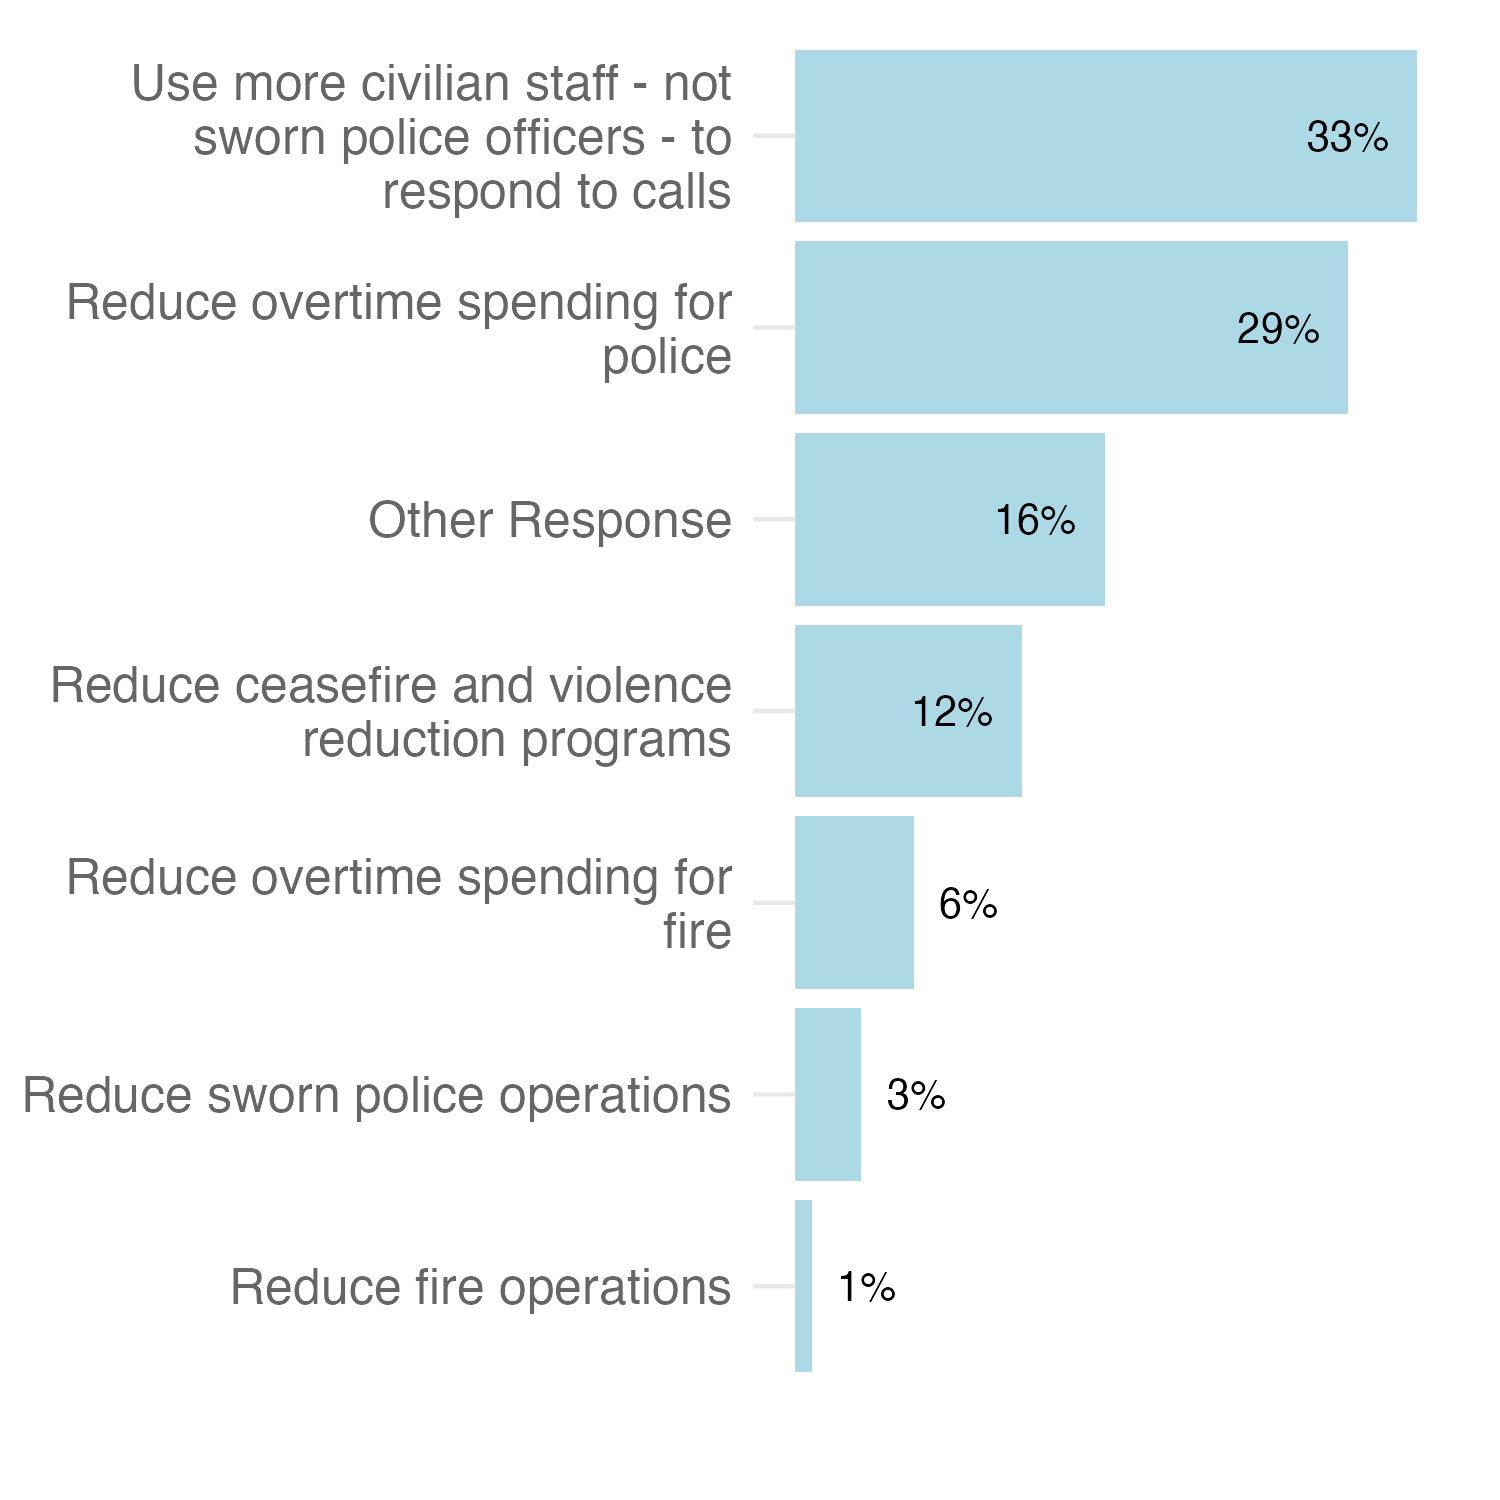 Use more civilian staff - not
sworn police officers - to
respond to calls
33%
Reduce overtime spending for
police
29%
Other Response
16%
Reduce ceasefire and violence
reduction programs
12%
Reduce overtime spending for
fire
6%
Reduce sworn police operations
3%
Reduce fire operations
1%